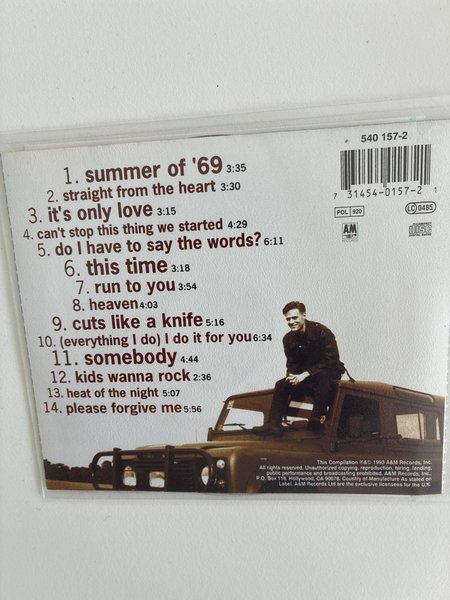 1. summer of '69 3:35
2. straight from the heart 3:30
3. it's only love 3:15
4. can't stop this thing we started 4:29
5. do I have to say the words? 6:11
6. this time 3:18
7. run to you 3:54
8. heaven 4:03
9. cuts like a knife 5:16
10. (everything I do) I do it for you 6:34
11. somebody 4:44
12. kids wanna rock 2:36
13. heat of the night 5:07
14. please forgive me 5:56
540 157-2
7 31454-0157-2 1
POL 920
LC 0485
AM
RECORDS
COMPACT
disc
DIGITAL AUDIO
This Compilation ℗&© 1993 A&M Records, Inc.
All rights reserved. Unauthorized copying, reproduction, hiring, lending,
public performance and broadcasting prohibited. A&M Records, Inc.,
P.O. Box 118, Hollywood, CA 90078. Country of Manufacture As stated on
Label. A&M Records Ltd are the exclusive licensees for the U.K.